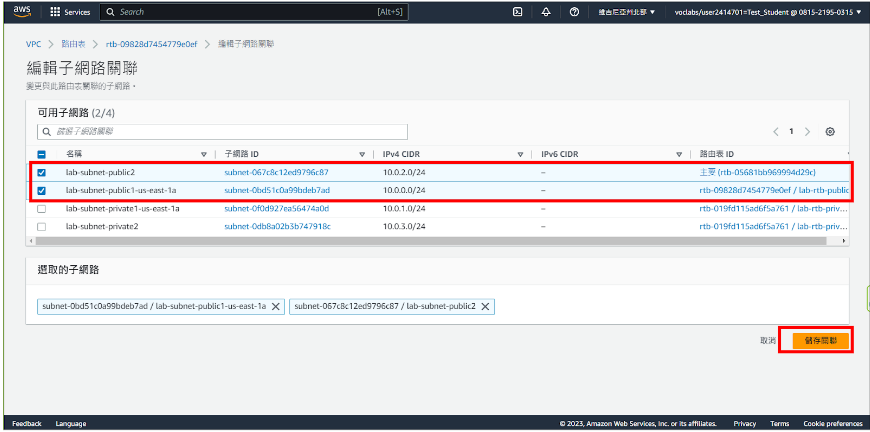 aws Services Search [Alt+S] 維吉尼亞州北部 ▼ voclabs/user2414701=Test_Student @ 0815-2195-0315 ▼
VPC > 路由表 > rtb-09828d7454779e0ef > 編輯子網路關聯
編輯子網路關聯
變更與此路由表關聯的子網路。
可用子網路 (2/4)
篩選子網路關聯
< 1 >
名稱 子網路 ID IPv4 CIDR IPv6 CIDR 路由表 ID
lab-subnet-public2 subnet-067c8c12ed9796c87 10.0.2.0/24 – 主要 (rtb-05681bb969994d29c)
lab-subnet-public1-us-east-1a subnet-0bd51c0a99bdeb7ad 10.0.0.0/24 – rtb-09828d7454779e0ef / lab-rtb-public
lab-subnet-private1-us-east-1a subnet-0f0d927ea56474a0d 10.0.1.0/24 – rtb-019fd115ad6f5a761 / lab-rtb-priv...
lab-subnet-private2 subnet-0db8a02b3b747918c 10.0.3.0/24 – rtb-019fd115ad6f5a761 / lab-rtb-priv...
選取的子網路
subnet-0bd51c0a99bdeb7ad / lab-subnet-public1-us-east-1a × subnet-067c8c12ed9796c87 / lab-subnet-public2 ×
取消 儲存關聯
Feedback Language © 2023, Amazon Web Services, Inc. or its affiliates. Privacy Terms Cookie preferences